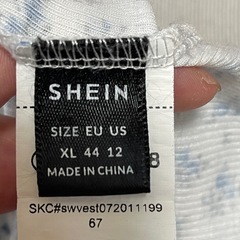 SHEIN
SIZE EU US
XL 44 12
MADE IN CHINA
SKC#swvest072011199
67